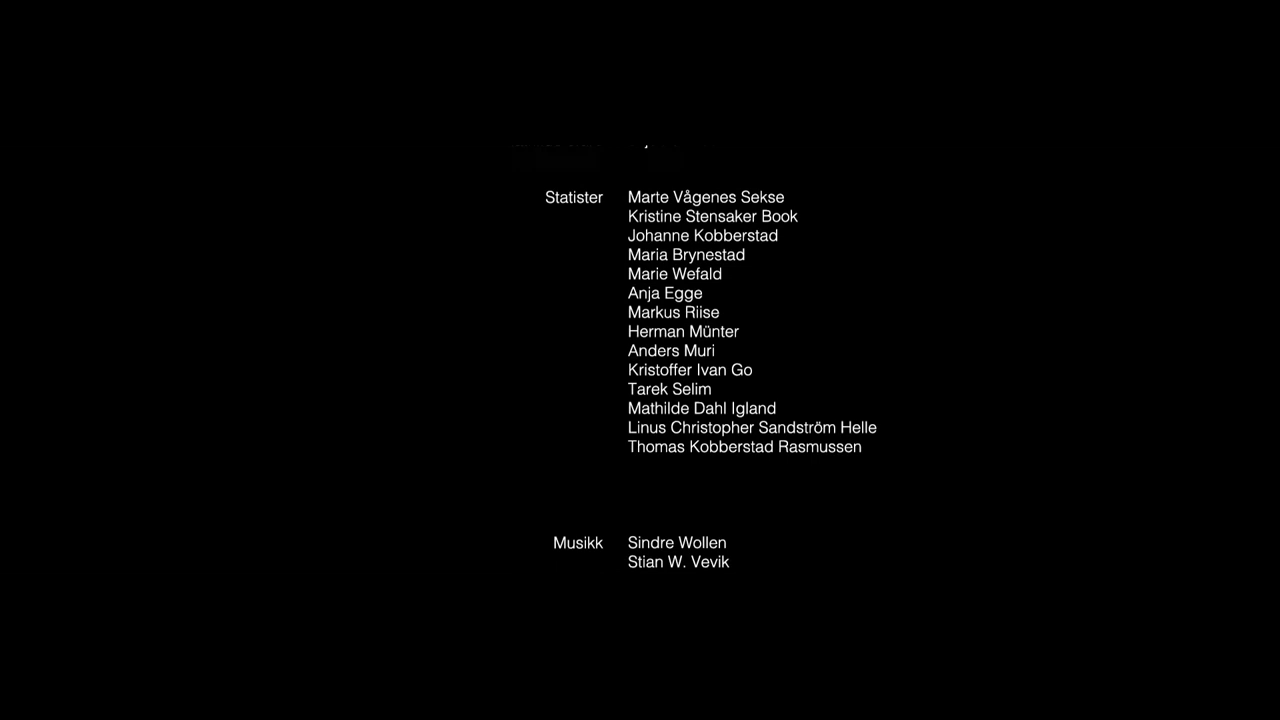 Statister Marte Vågenes Sekse
Kristine Stensaker Book
Johanne Kobberstad
Maria Brynestad
Marie Wefald
Anja Egge
Markus Riise
Herman Münter
Anders Muri
Kristoffer Ivan Go
Tarek Selim
Mathilde Dahl Igland
Linus Christopher Sandström Helle
Thomas Kobberstad Rasmussen
Musikk Sindre Wollen
Stian W. Vevik